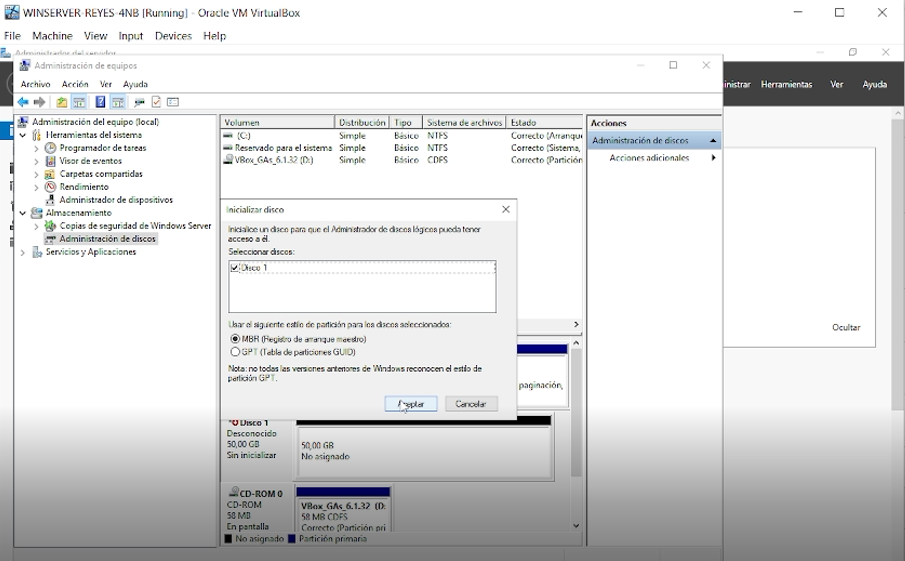 WINSERVER-REYES-4NB [Running] - Oracle VM VirtualBox
File Machine View Input Devices Help
Administrador del servidor
Administración de equipos
Archivo Acción Ver Ayuda
Herramientas Ver Ayuda
Administración del equipo (local)
Herramientas del sistema
Programador de tareas
Visor de eventos
Carpetas compartidas
Rendimiento
Administrador de dispositivos
Almacenamiento
Copias de seguridad de Windows Server
Administración de discos
Servicios y Aplicaciones
Volumen Distribución Tipo Sistema de archivos Estado
(C:) Simple Básico NTFS Correcto (Arranque
Reservado para el sistema Simple Básico NTFS Correcto (Sistema,
VBox_GAs_6.1.32 (D:) Simple Básico CDFS Correcto (Partición
Acciones
Administración de discos
Acciones adicionales
Inicializar disco
Inicialice un disco para que el Administrador de discos lógicos pueda tener
acceso a él.
Seleccionar discos:
Disco 1
Usar el siguiente estilo de partición para los discos seleccionados:
MBR (Registro de arranque maestro)
GPT (Tabla de particiones GUID)
Nota: no todas las versiones anteriores de Windows reconocen el estilo de
partición GPT.
Aceptar Cancelar
Ocultar
paginación,
Disco 1
Desconocido
50,00 GB
Sin inicializar
50,00 GB
No asignado
CD-ROM 0
CD-ROM
58 MB
En pantalla
VBox_GAs_6.1.32 (D:
58 MB CDFS
Correcto (Partición pri
No asignado Partición primaria